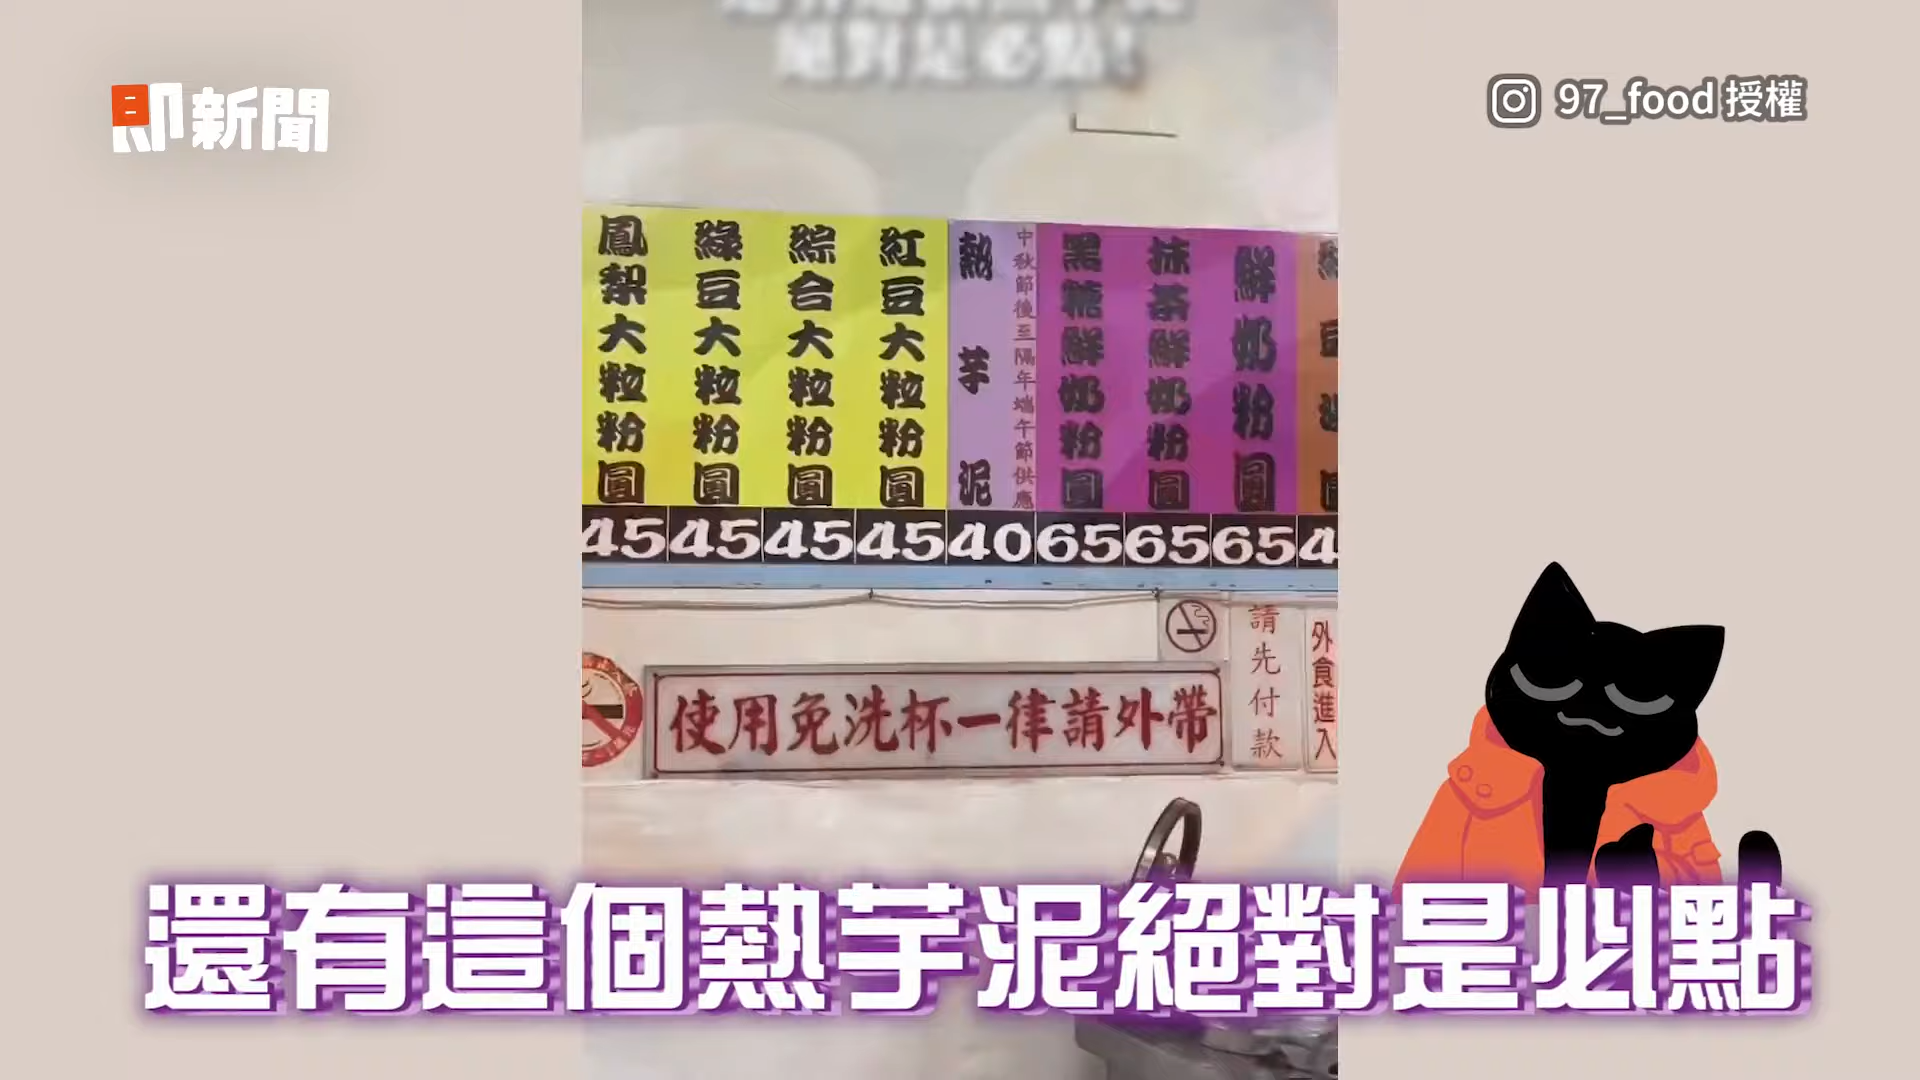 即新聞
97_food 授權
絕對是必點！
鳳梨大粒粉圓
45
綠豆大粒粉圓
45
綜合大粒粉圓
45
紅豆大粒粉圓
45
熱芋泥
中秋節後至隔年端午節供應
40
黑糖鮮奶粉圓
65
抹茶鮮奶粉圓
65
鮮奶粉圓
65
使用免洗杯一律請外帶
請先付款
外食進入
還有這個熱芋泥絕對是必點